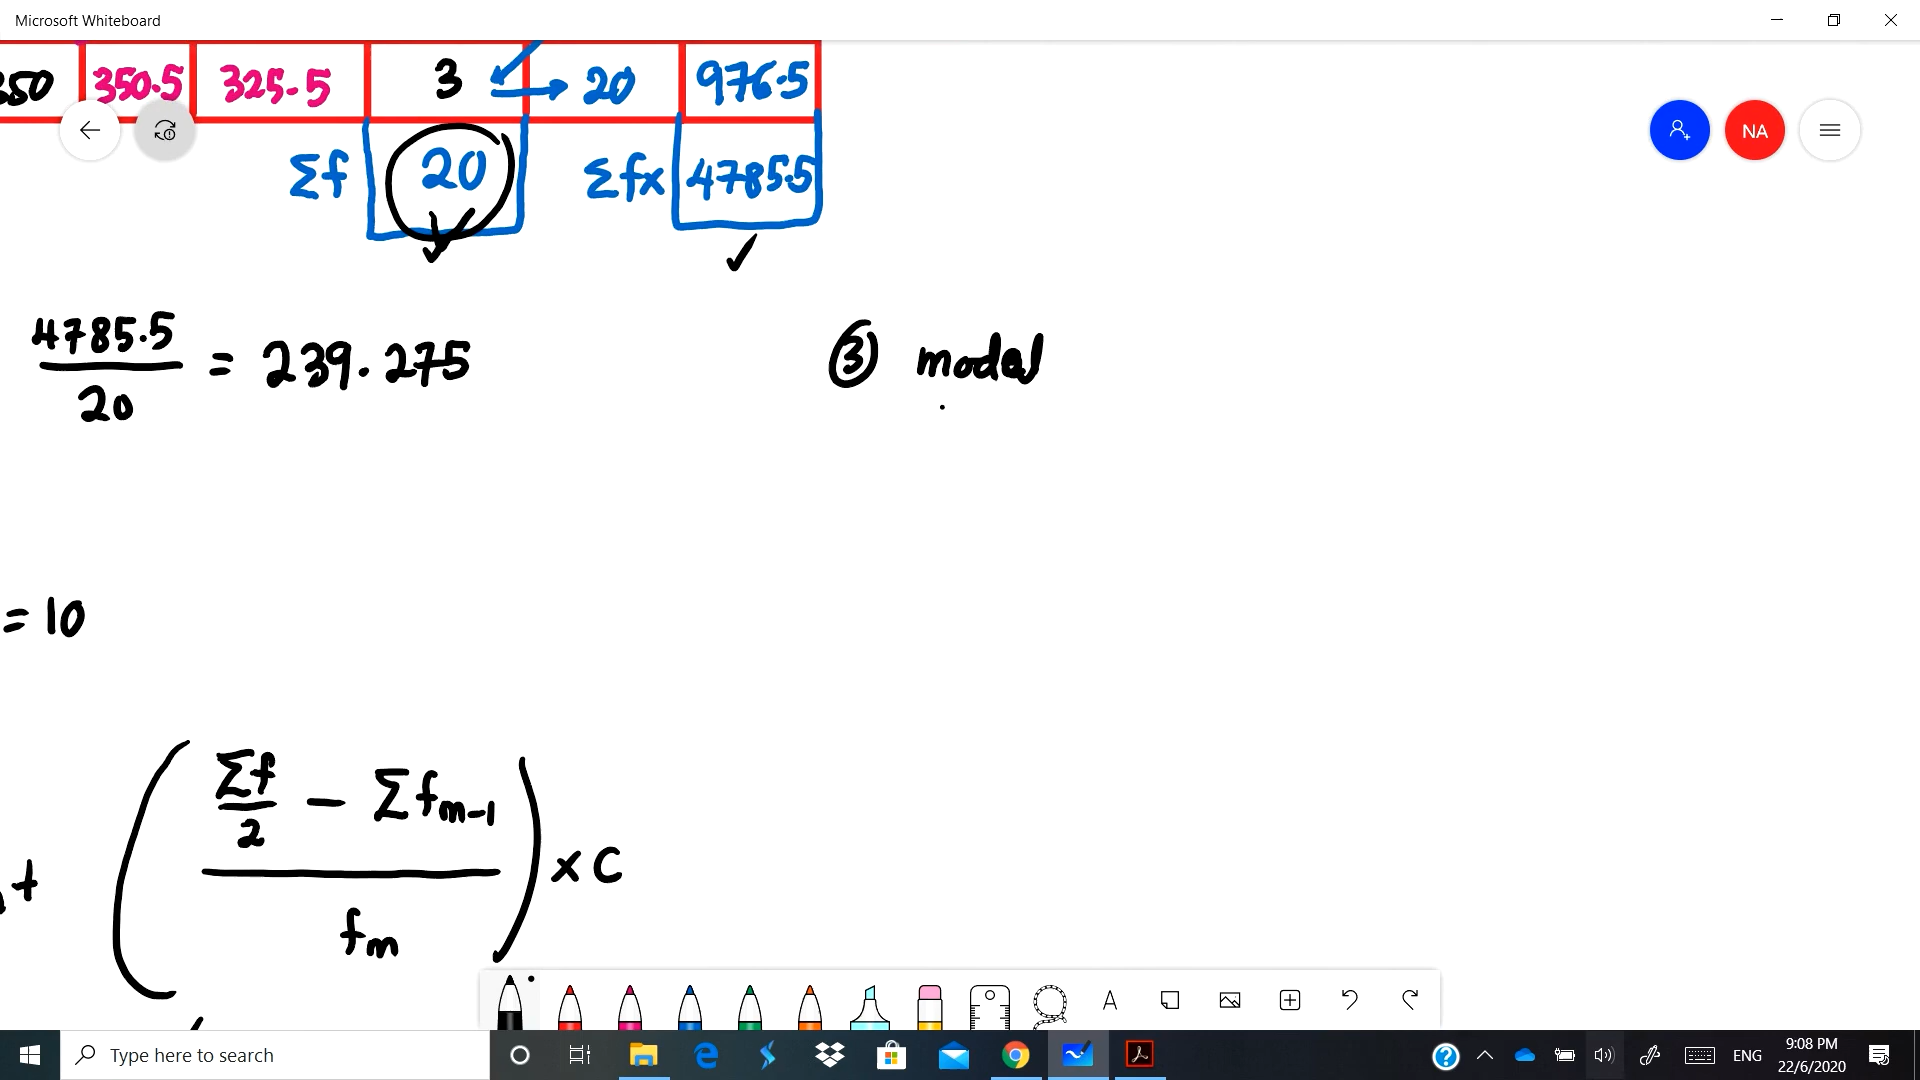 Microsoft Whiteboard
350 350.5 325.5 3 20 976.5
Σf 20 Σfx 4785.5
NA
4785.5 / 20 = 239.275
③ modal
= 10
+ ( (Σf/2 − Σfm-1) / fm ) × C
A
Type here to search
ENG
9:08 PM
22/6/2020